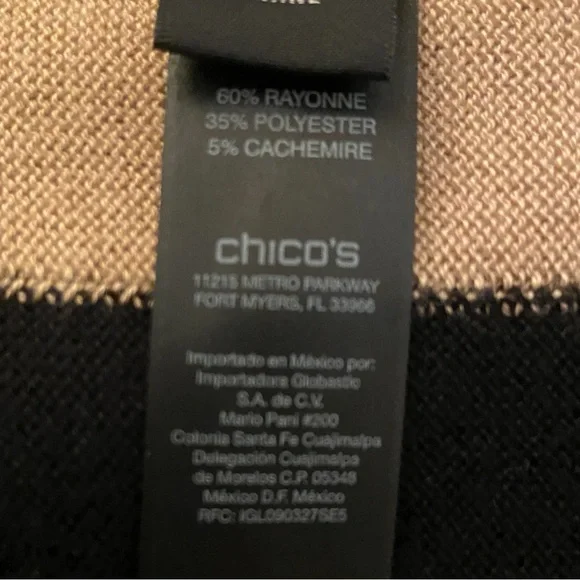 60% RAYONNE
35% POLYESTER
5% CACHEMIRE
chico's
11215 METRO PARKWAY
FORT MYERS, FL 33966
Importado en México por:
Importadora Globastic
S.A. de C.V.
Mario Pani #200
Colonia Santa Fe Cuajimalpa
Delegación Cuajimalpa
de Morelos C.P. 05348
México D.F. México
RFC: IGL090327SE5